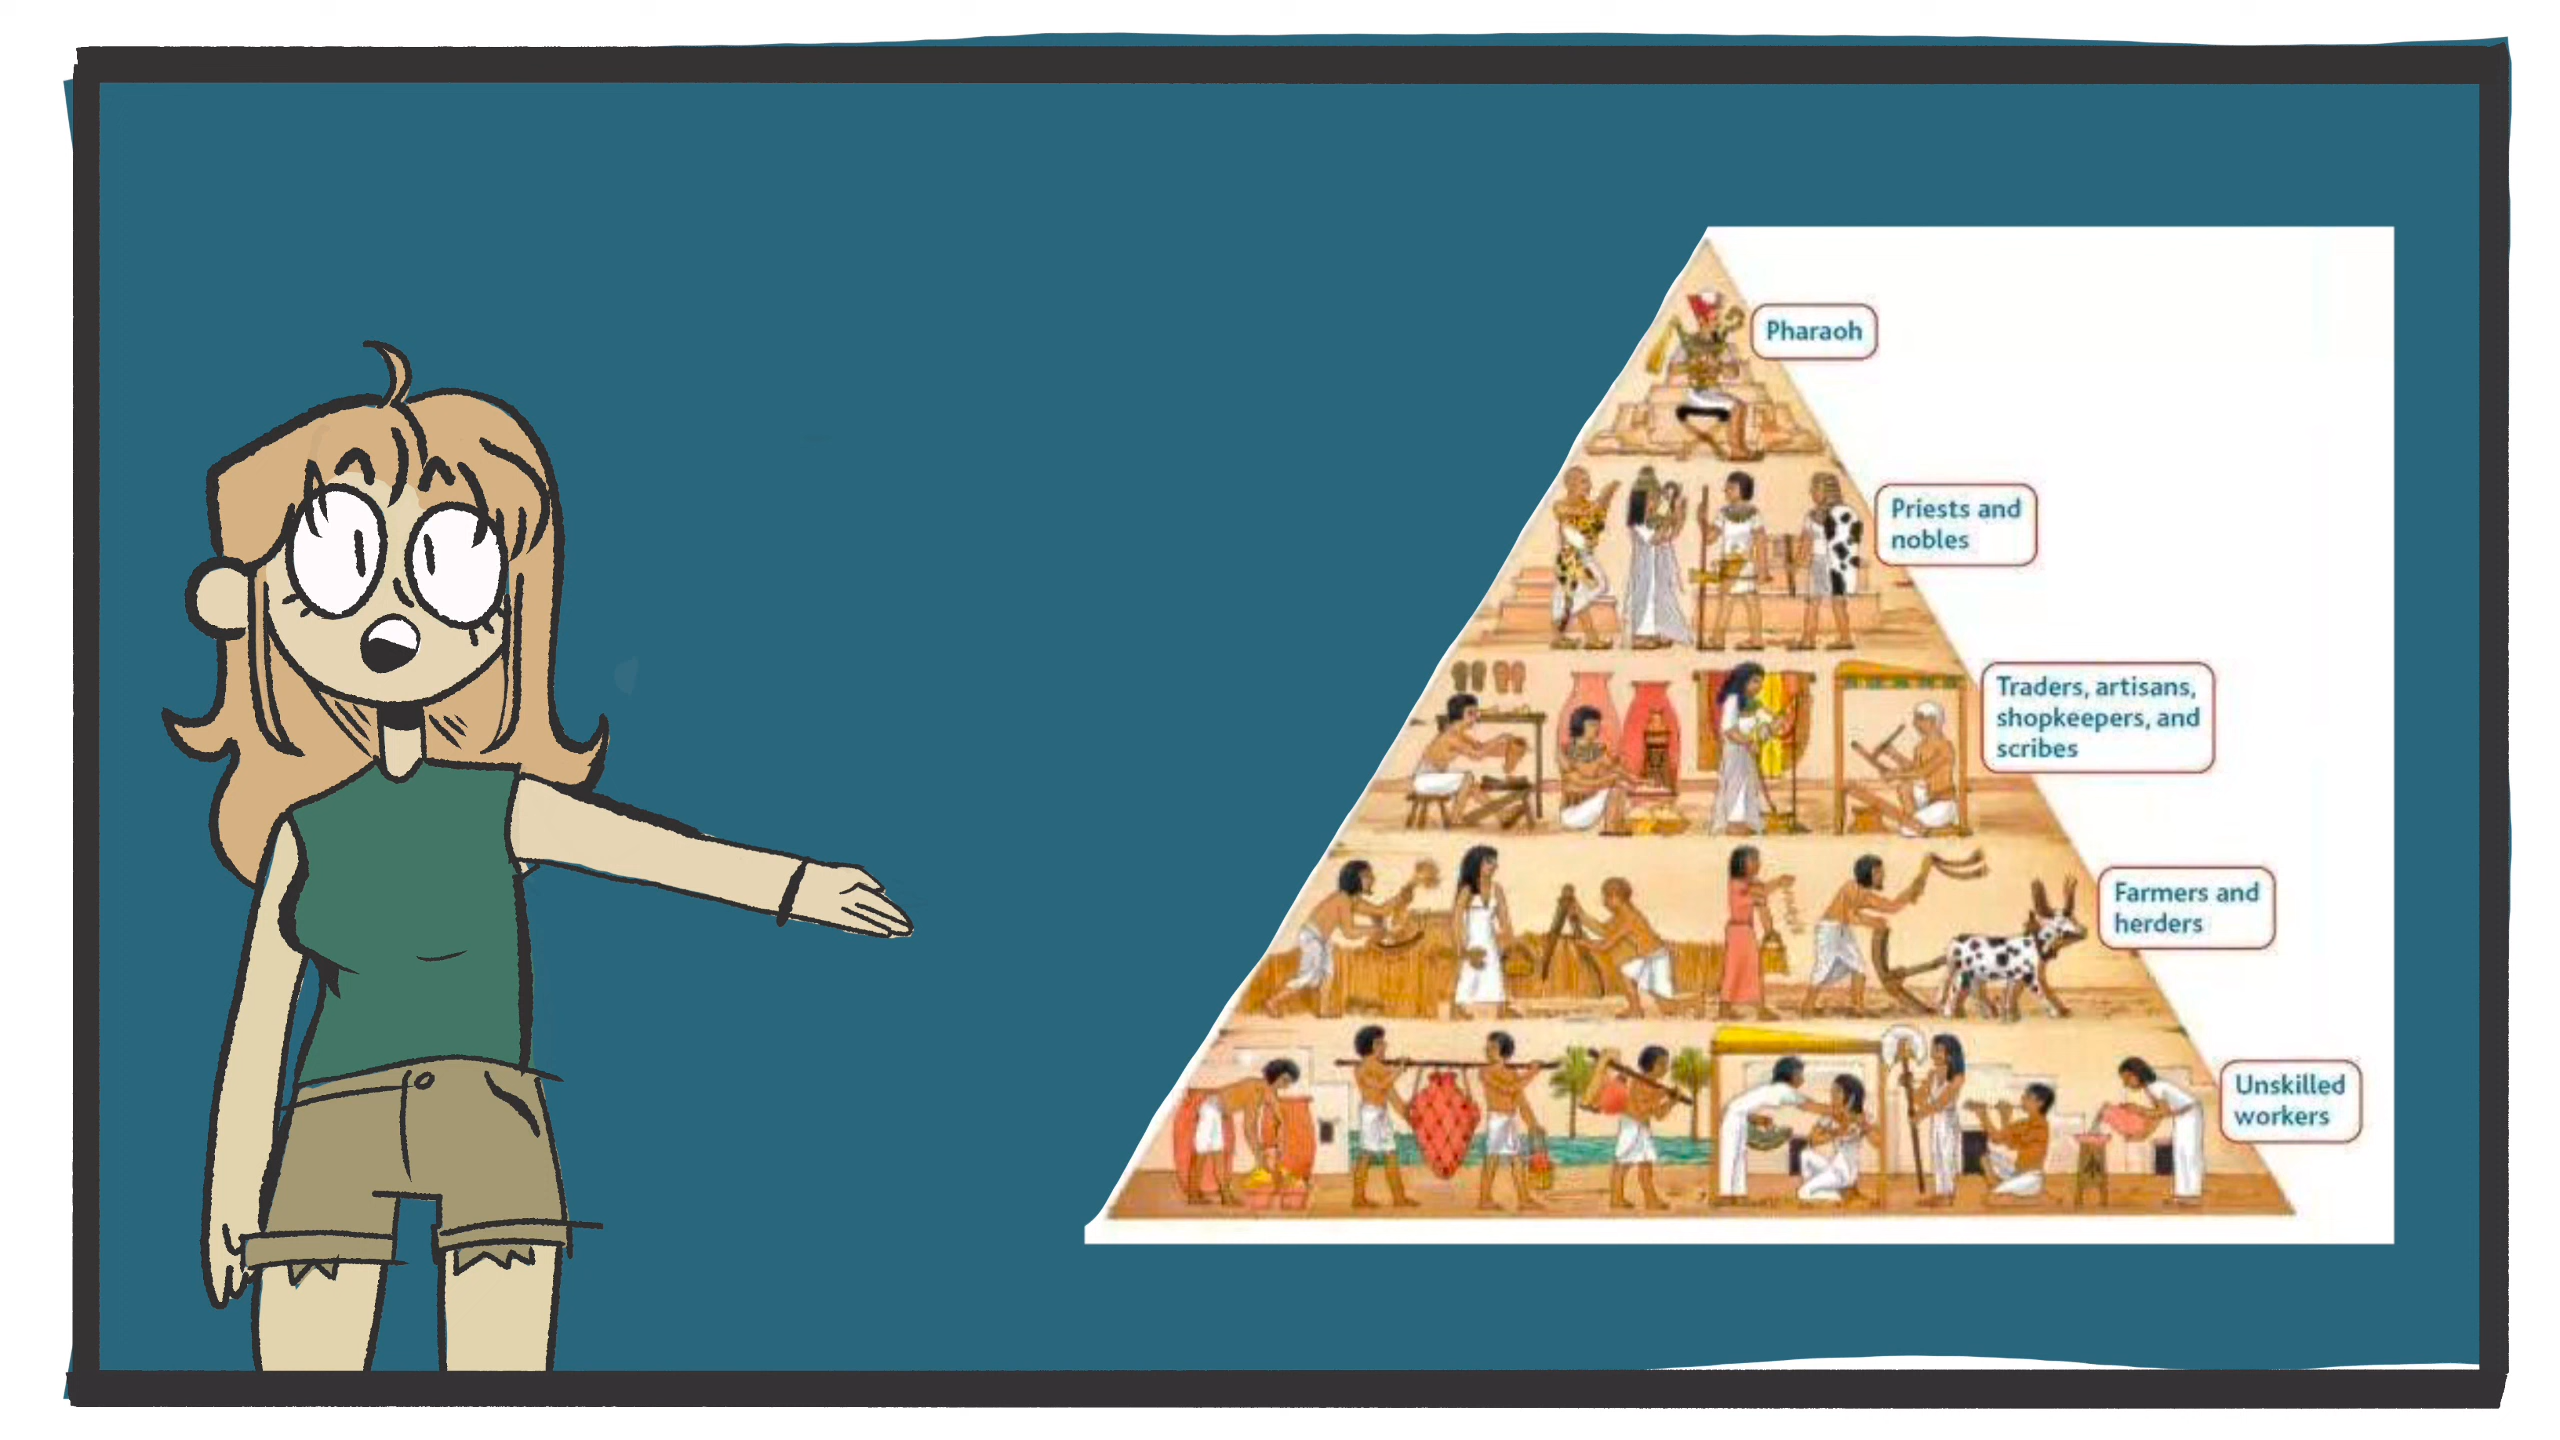 Pharaoh
Priests and
nobles
Traders, artisans,
shopkeepers, and
scribes
Farmers and
herders
Unskilled
workers